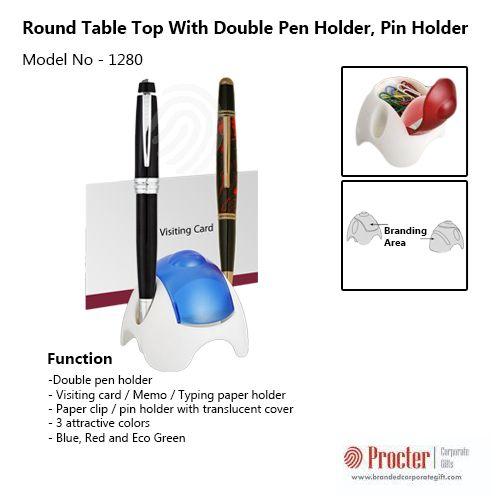 Round Table Top With Double Pen Holder, Pin Holder
Model No - 1280
Visiting Card
Branding
Area
Function
-Double pen holder
- Visiting card / Memo / Typing paper holder
- Paper clip / pin holder with translucent cover
- 3 attractive colors
- Blue, Red and Eco Green
Procter Corporate
Gifts
www.brandedcorporategift.com